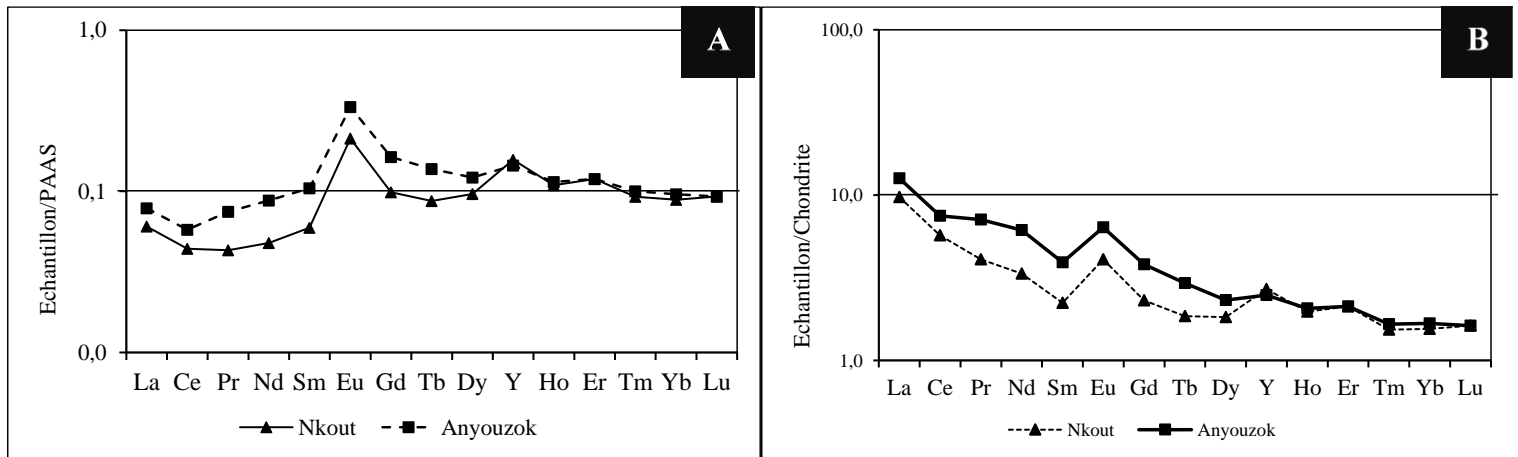 A
Echantillon/PAAS
1,0
0,1
0,0
La Ce Pr Nd Sm Eu Gd Tb Dy Y Ho Er Tm Yb Lu
Nkout Anyouzok
B
Echantillon/Chondrite
100,0
10,0
1,0
La Ce Pr Nd Sm Eu Gd Tb Dy Y Ho Er Tm Yb Lu
Nkout Anyouzok